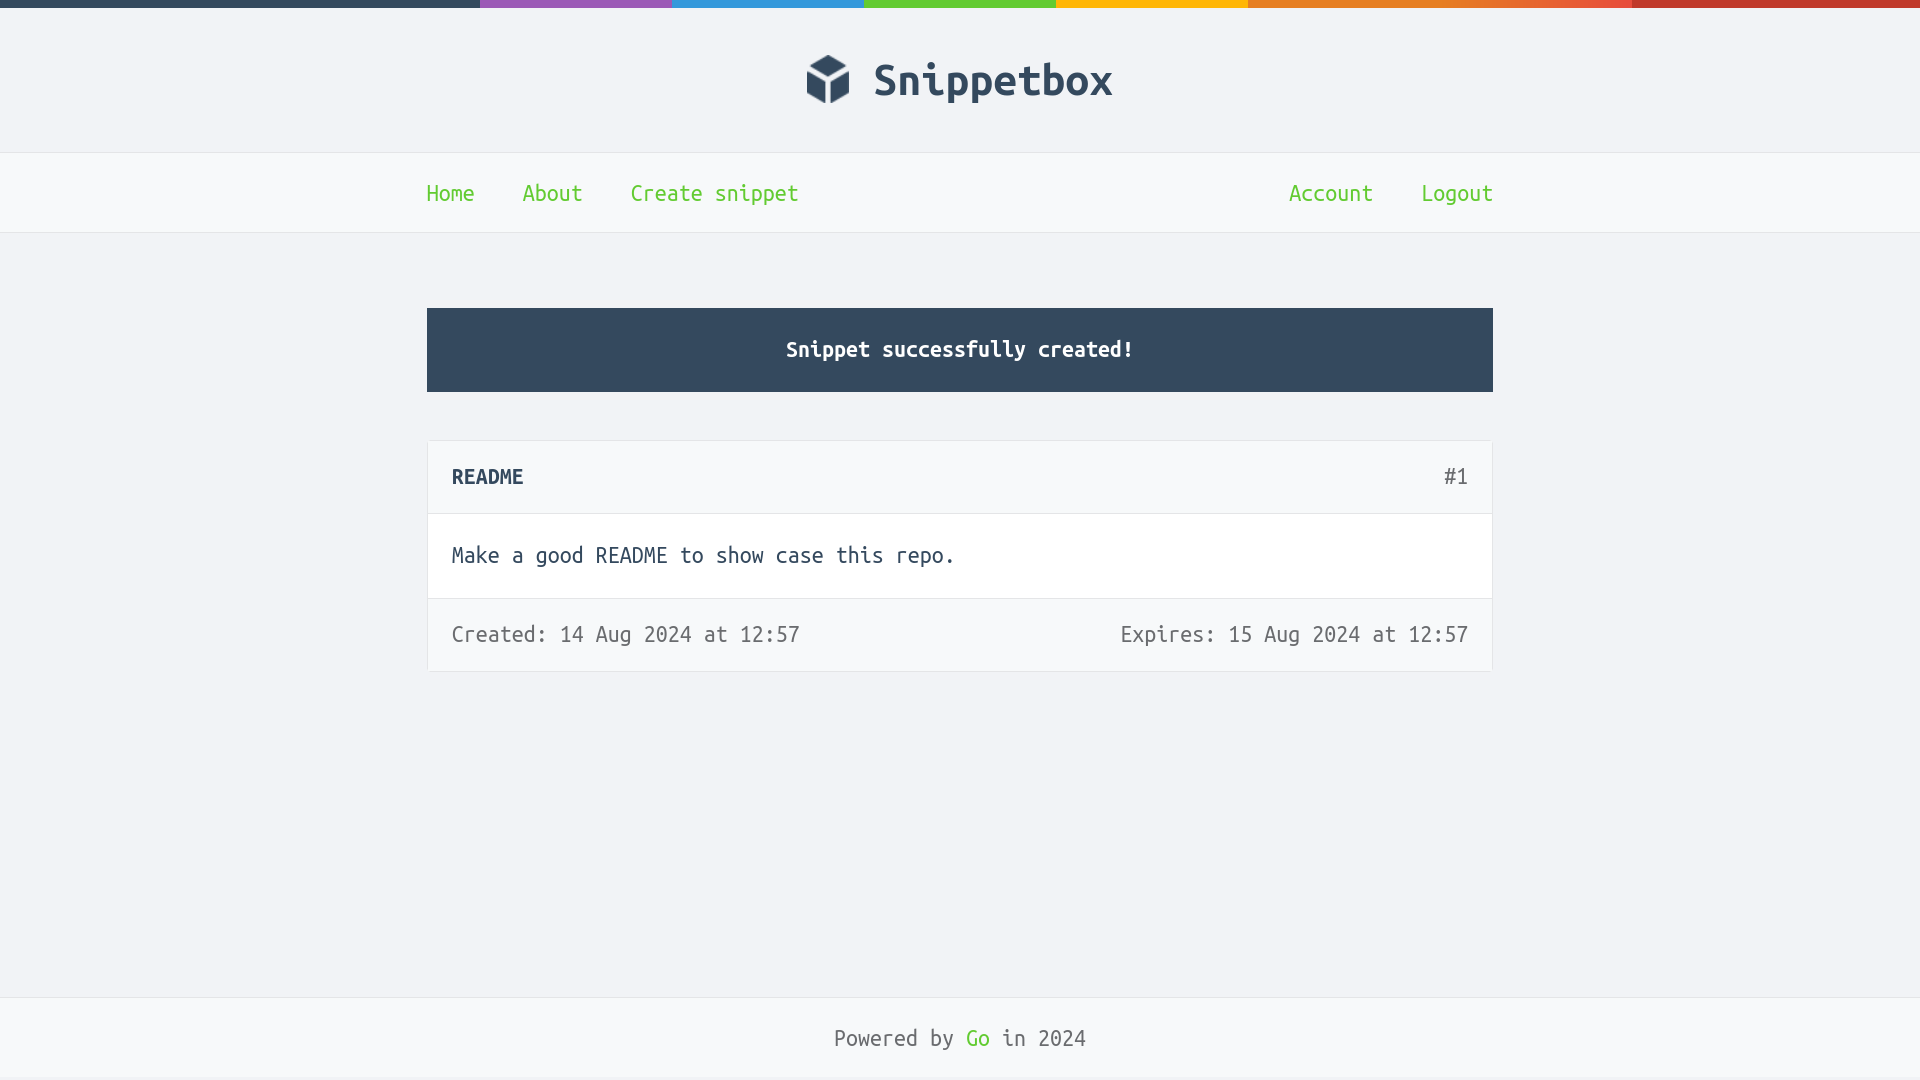 Snippetbox
Home About Create snippet Account Logout
Snippet successfully created!
README #1
Make a good README to show case this repo.
Created: 14 Aug 2024 at 12:57 Expires: 15 Aug 2024 at 12:57
Powered by Go in 2024